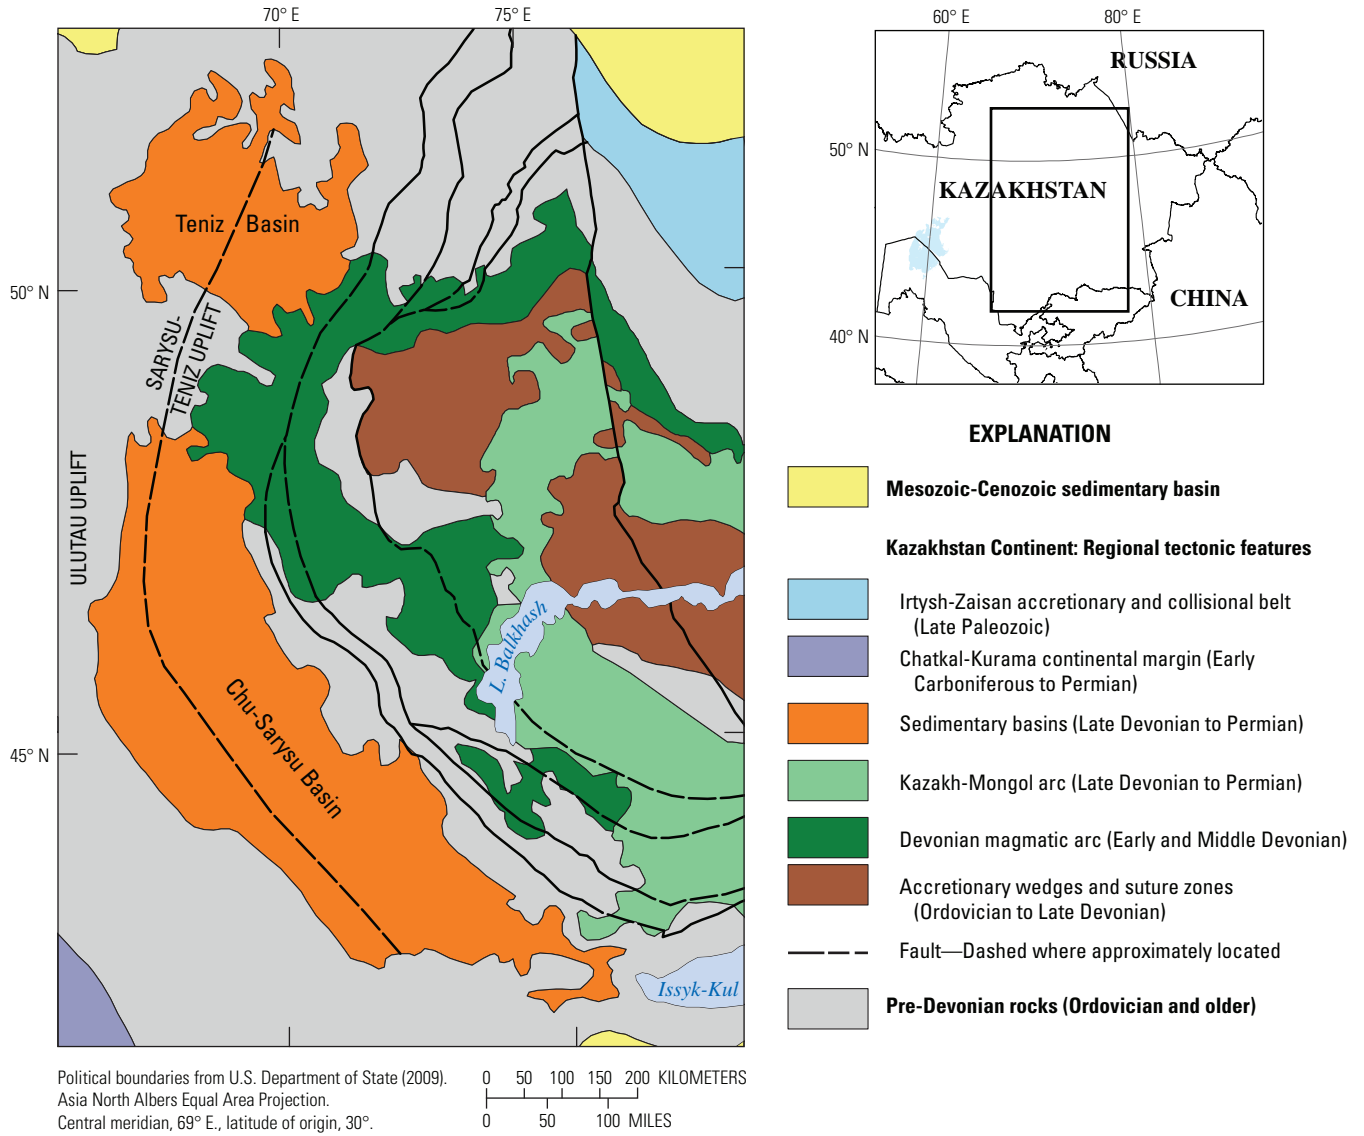 70° E
75° E
60° E
80° E
RUSSIA
50° N
KAZAKHSTAN
CHINA
40° N
Teniz Basin
50° N
SARYSU-
TENIZ UPLIFT
ULUTAU UPLIFT
L. Balkhash
Chu-Sarysu Basin
45° N
Issyk-Kul
EXPLANATION
Mesozoic-Cenozoic sedimentary basin
Kazakhstan Continent: Regional tectonic features
Irtysh-Zaisan accretionary and collisional belt
(Late Paleozoic)
Chatkal-Kurama continental margin (Early
Carboniferous to Permian)
Sedimentary basins (Late Devonian to Permian)
Kazakh-Mongol arc (Late Devonian to Permian)
Devonian magmatic arc (Early and Middle Devonian)
Accretionary wedges and suture zones
(Ordovician to Late Devonian)
Fault—Dashed where approximately located
Pre-Devonian rocks (Ordovician and older)
Political boundaries from U.S. Department of State (2009).
Asia North Albers Equal Area Projection.
Central meridian, 69° E., latitude of origin, 30°.
0 50 100 150 200 KILOMETERS
0 50 100 MILES